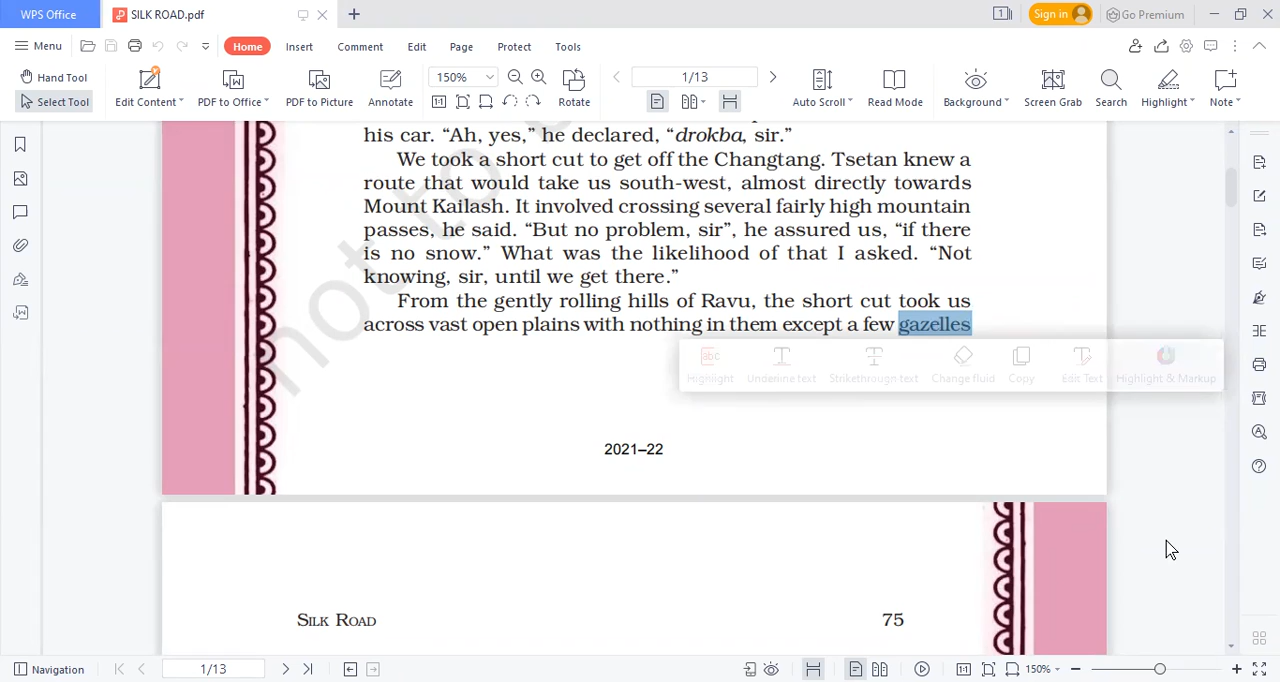 WPS Office
SILK ROAD.pdf
1
Sign in
Go Premium
Menu
Home
Insert
Comment
Edit
Page
Protect
Tools
Hand Tool
Select Tool
Edit Content
PDF to Office
PDF to Picture
Annotate
150%
Rotate
1/13
Auto Scroll
Read Mode
Background
Screen Grab
Search
Highlight
Note
his car. “Ah, yes,” he declared, “drokba, sir.”
We took a short cut to get off the Changtang. Tsetan knew a
route that would take us south-west, almost directly towards
Mount Kailash. It involved crossing several fairly high mountain
passes, he said. “But no problem, sir”, he assured us, “if there
is no snow.” What was the likelihood of that I asked. “Not
knowing, sir, until we get there.”
From the gently rolling hills of Ravu, the short cut took us
across vast open plains with nothing in them except a few gazelles
not to
abc
Highlight
Underline text
Strikethrough text
Change fluid
Copy
Edit Text
Highlight & Markup
2021–22
SILK ROAD
75
Navigation
1/13
150%